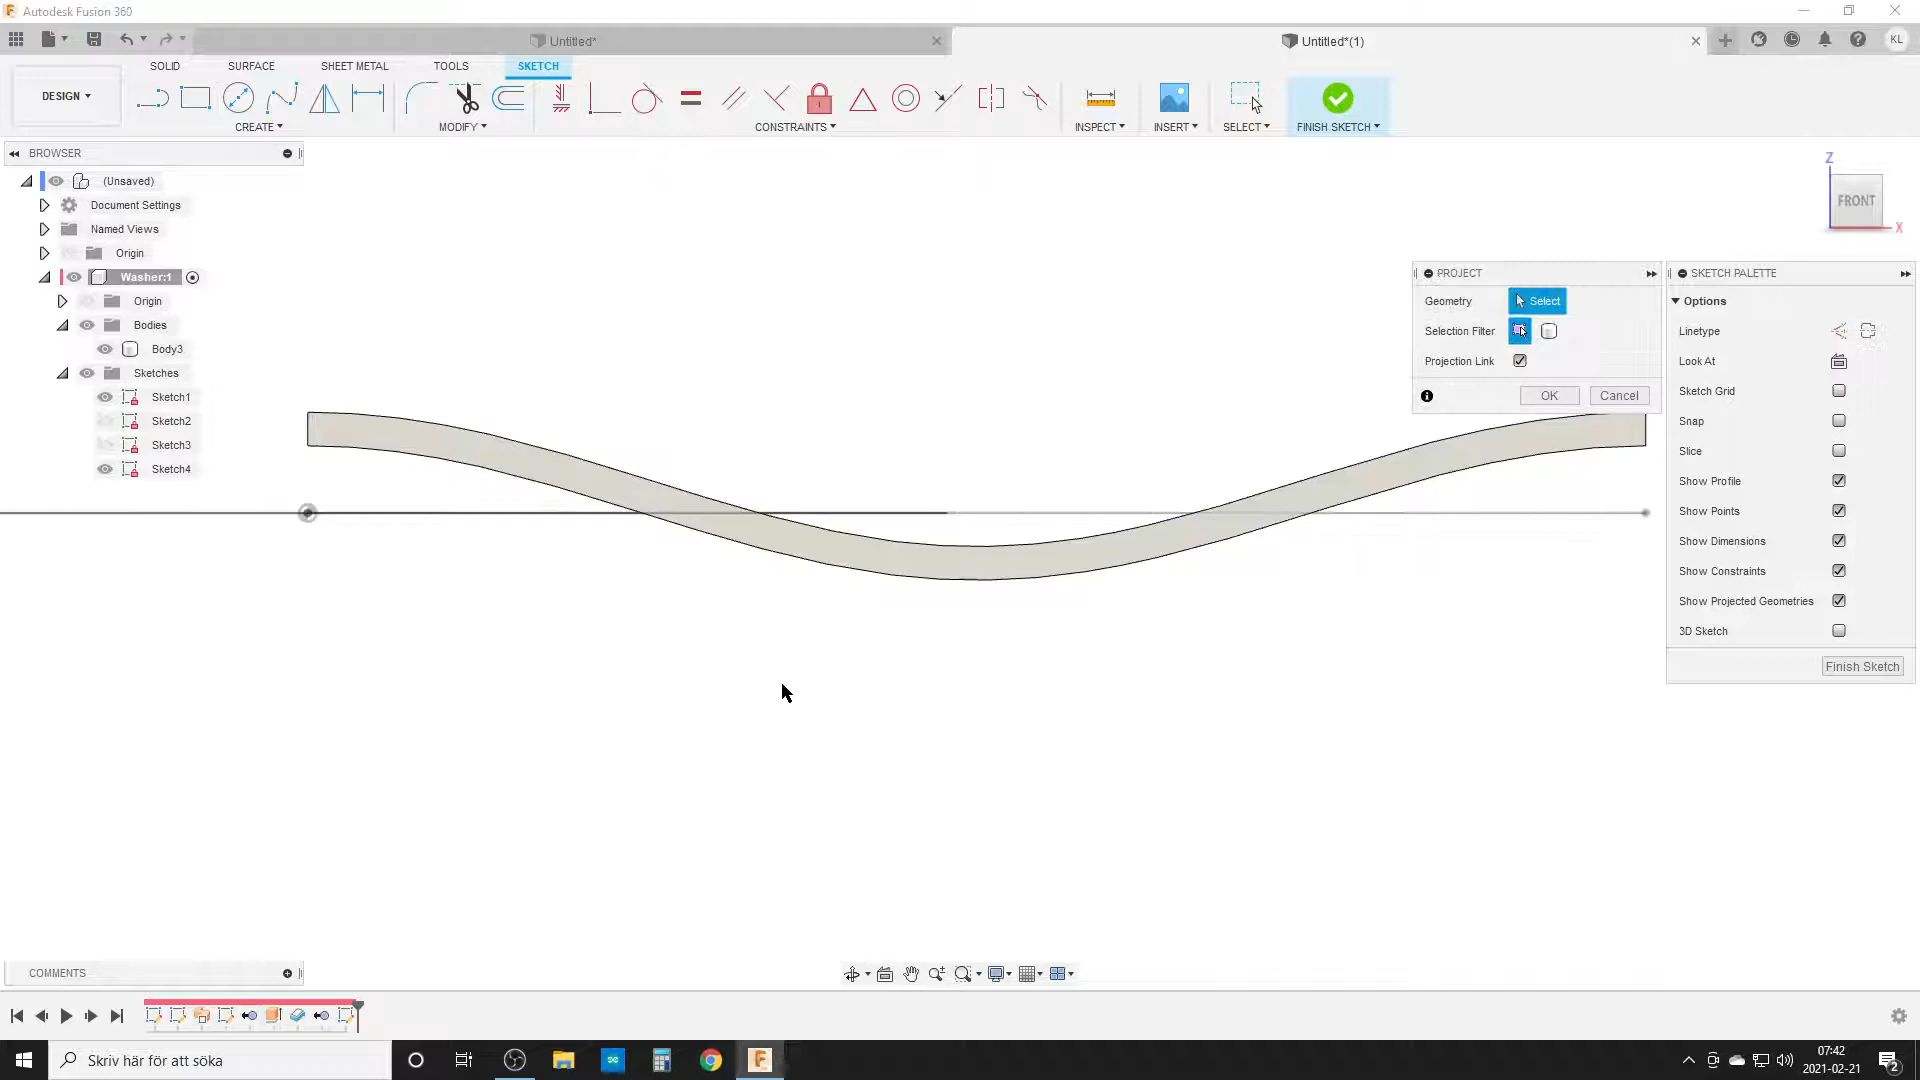 Autodesk Fusion 360
Untitled*
Untitled*(1)
KL
SOLID
SURFACE
SHEET METAL
TOOLS
SKETCH
DESIGN
CREATE
MODIFY
CONSTRAINTS
INSPECT
INSERT
SELECT
FINISH SKETCH
BROWSER
(Unsaved)
Document Settings
Named Views
Origin
Washer:1
Origin
Bodies
Body3
Sketches
Sketch1
Sketch2
Sketch3
Sketch4
Z
FRONT
X
PROJECT
Geometry
Select
Selection Filter
Projection Link
OK
Cancel
SKETCH PALETTE
Options
Linetype
Look At
Sketch Grid
Snap
Slice
Show Profile
Show Points
Show Dimensions
Show Constraints
Show Projected Geometries
3D Sketch
Finish Sketch
COMMENTS
Skriv här för att söka
07:42
2021-02-21
2